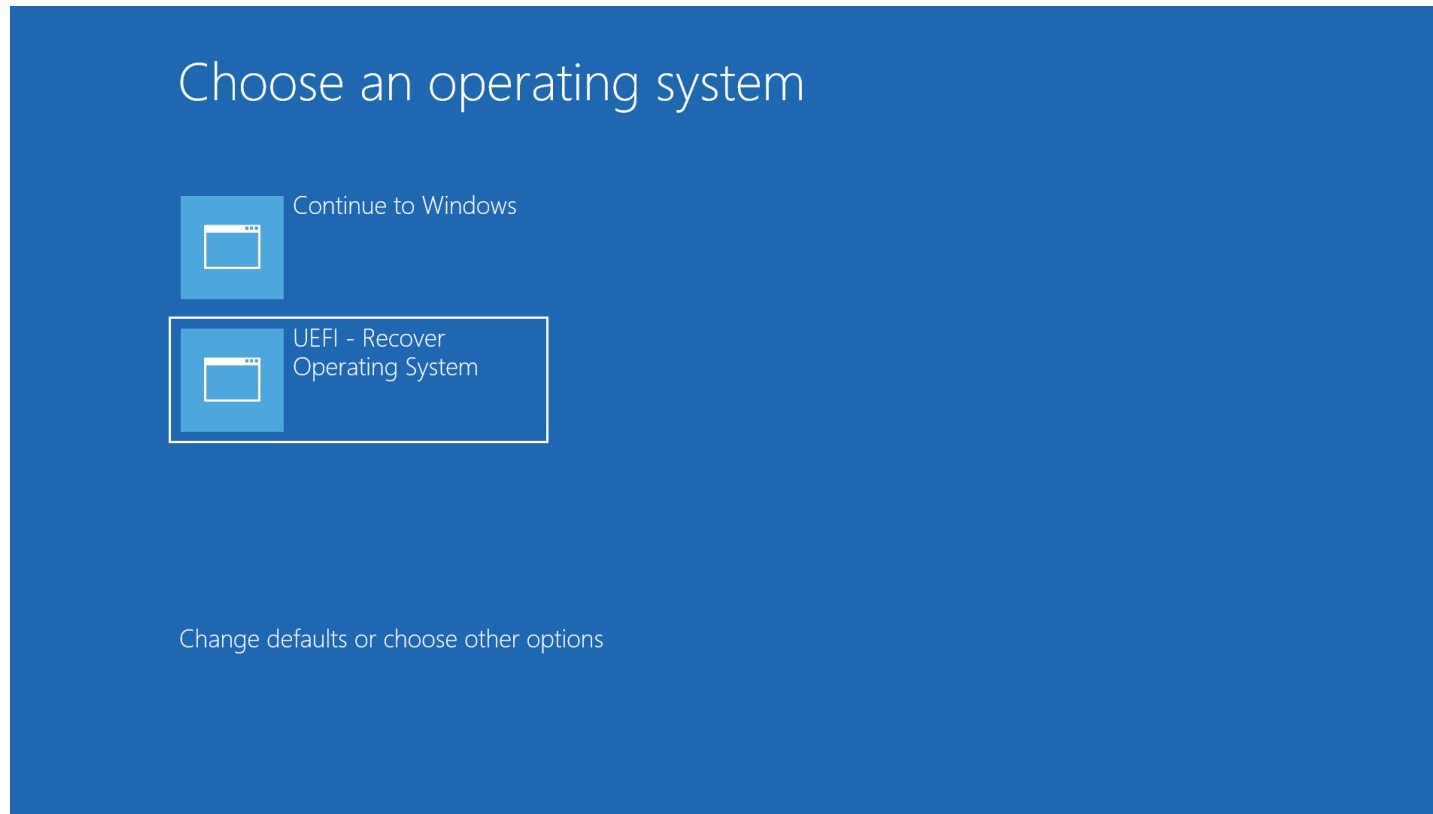 Choose an operating system
Continue to Windows
UEFI - Recover
Operating System
Change defaults or choose other options